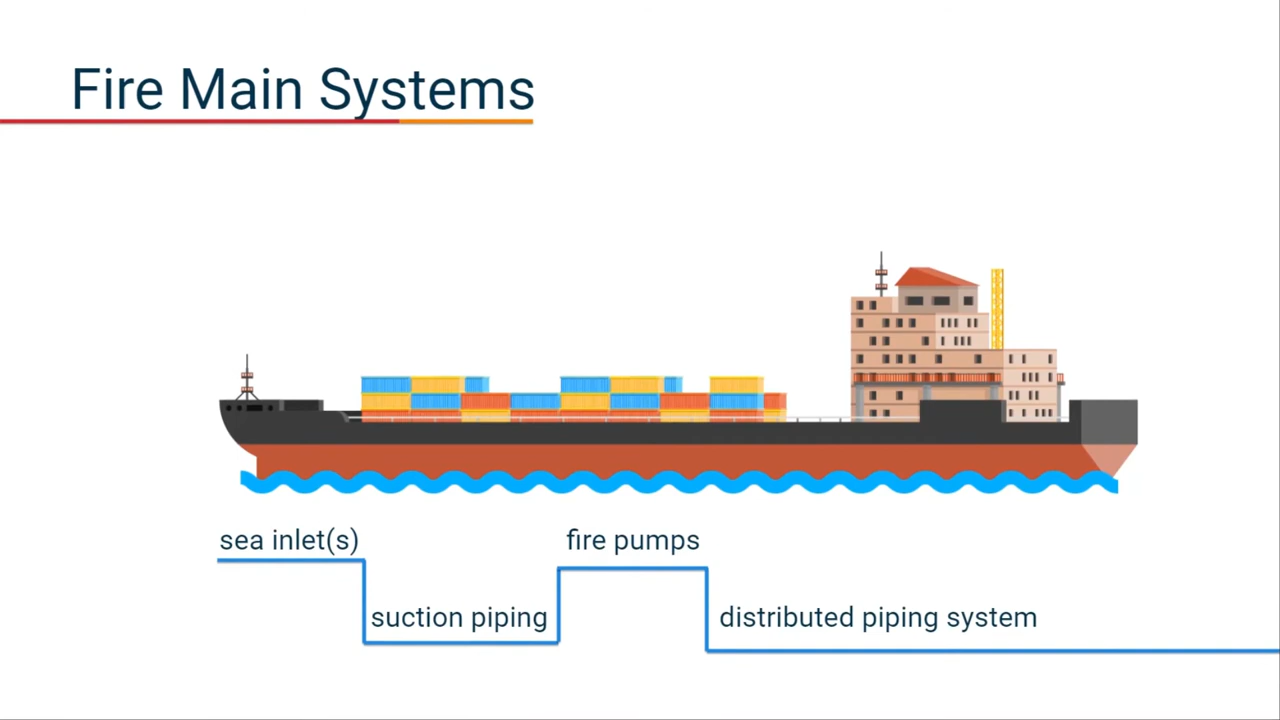 Fire Main Systems
sea inlet(s)
fire pumps
suction piping
distributed piping system